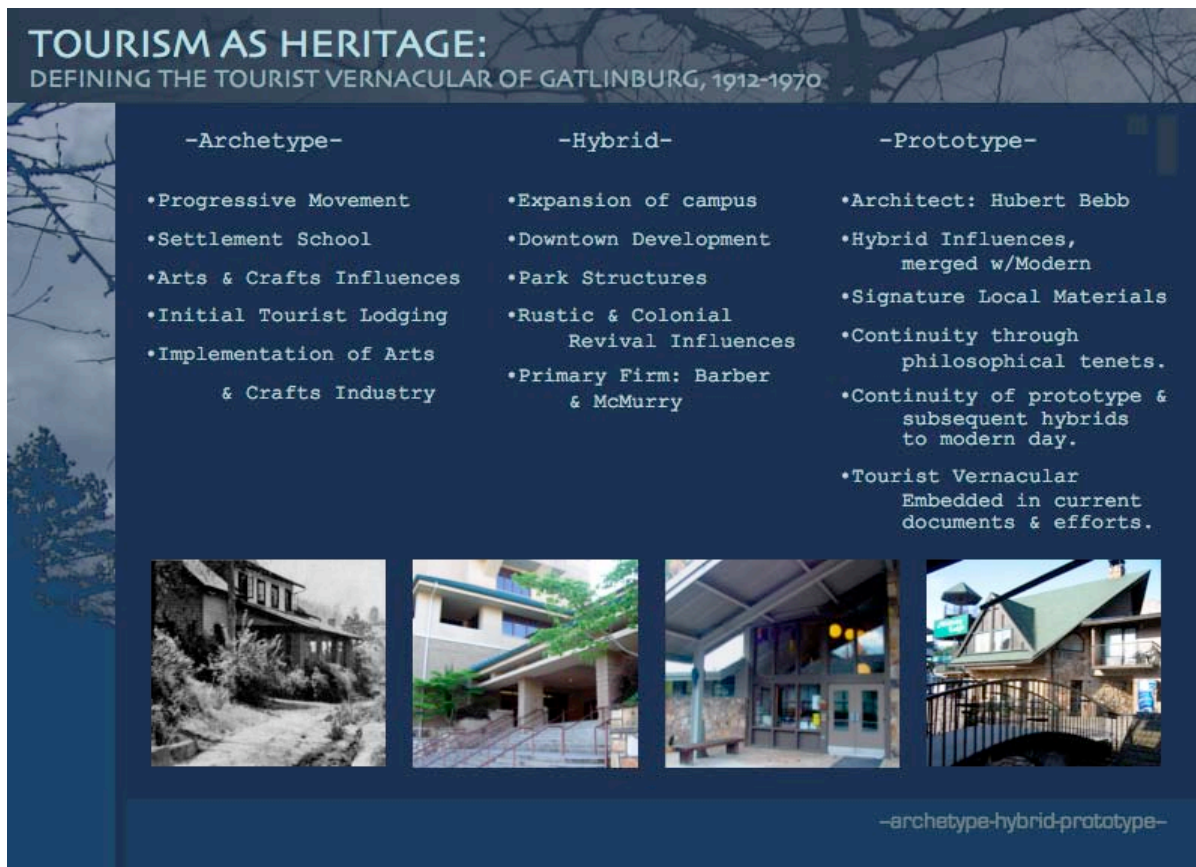 TOURISM AS HERITAGE:
DEFINING THE TOURIST VERNACULAR OF GATLINBURG, 1912-1970
-Archetype-
•Progressive Movement
•Settlement School
•Arts & Crafts Influences
•Initial Tourist Lodging
•Implementation of Arts
& Crafts Industry
-Hybrid-
•Expansion of campus
•Downtown Development
•Park Structures
•Rustic & Colonial
Revival Influences
•Primary Firm: Barber
& McMurry
-Prototype-
•Architect: Hubert Bebb
•Hybrid Influences,
merged w/Modern
•Signature Local Materials
•Continuity through
philosophical tenets.
•Continuity of prototype &
subsequent hybrids
to modern day.
•Tourist Vernacular
Embedded in current
documents & efforts.
–archetype-hybrid-prototype–